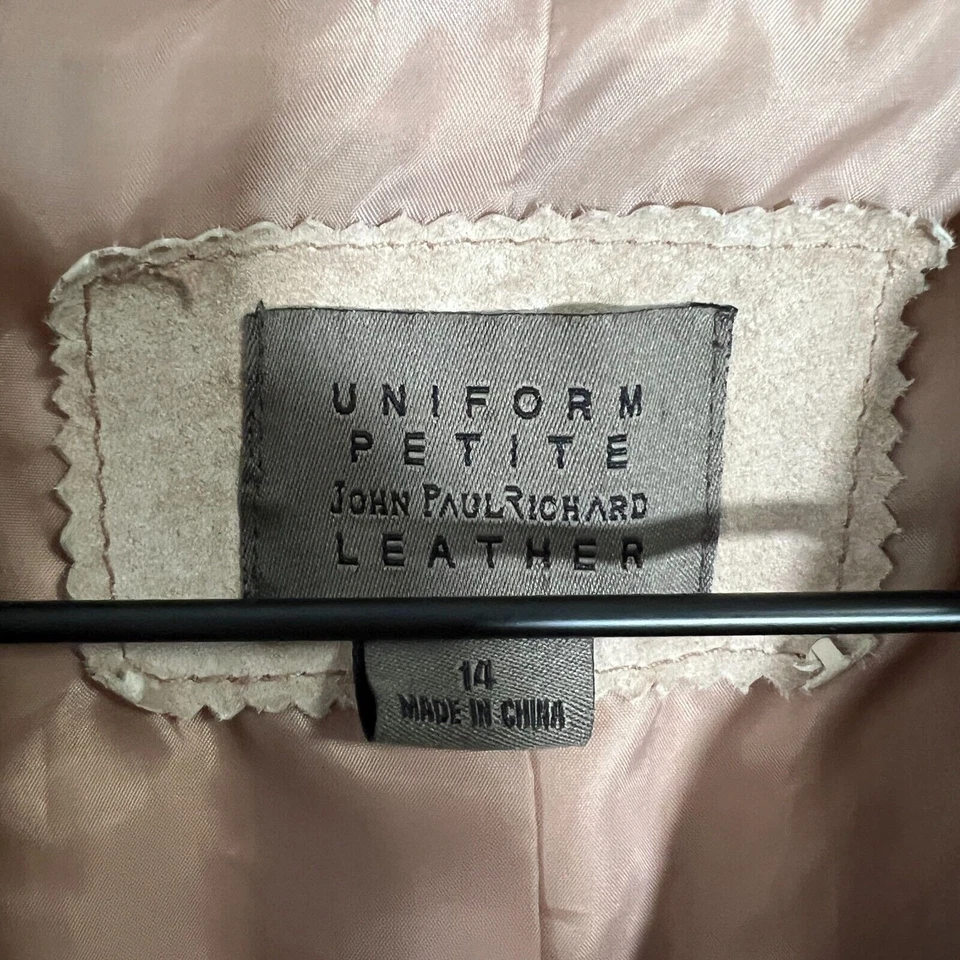 UNIFORM
PETITE
JOHN PAUL RICHARD
LEATHER
14
MADE IN CHINA